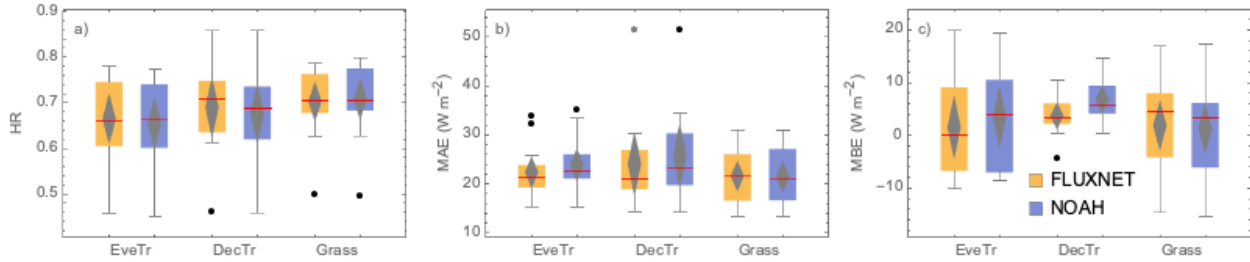 a)
HR
0.9
0.8
0.7
0.6
0.5
EveTr DecTr Grass
b)
MAE (W m⁻²)
50
40
30
20
10
EveTr DecTr Grass
c)
MBE (W m⁻²)
20
10
0
−10
FLUXNET
NOAH
EveTr DecTr Grass